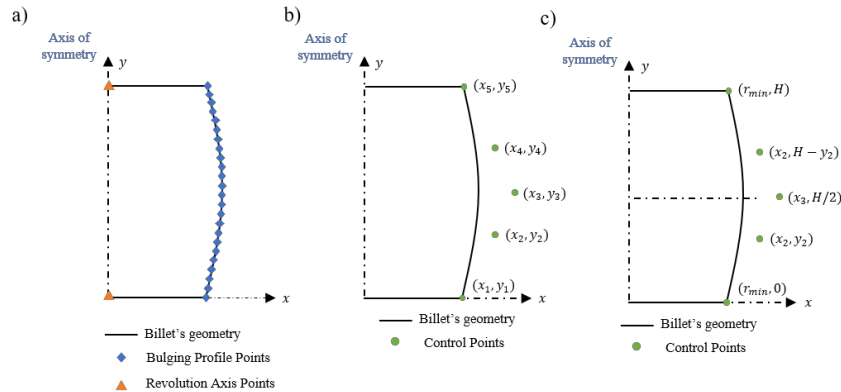 a)
Axis of
symmetry
y
x
Billet's geometry
Bulging Profile Points
Revolution Axis Points
b)
Axis of
symmetry
y
(x₅, y₅)
(x₄, y₄)
(x₃, y₃)
(x₂, y₂)
(x₁, y₁)
x
Billet's geometry
Control Points
c)
Axis of
symmetry
y
(rₘᵢₙ, H)
(x₂, H − y₂)
(x₃, H/2)
(x₂, y₂)
(rₘᵢₙ, 0)
x
Billet's geometry
Control Points